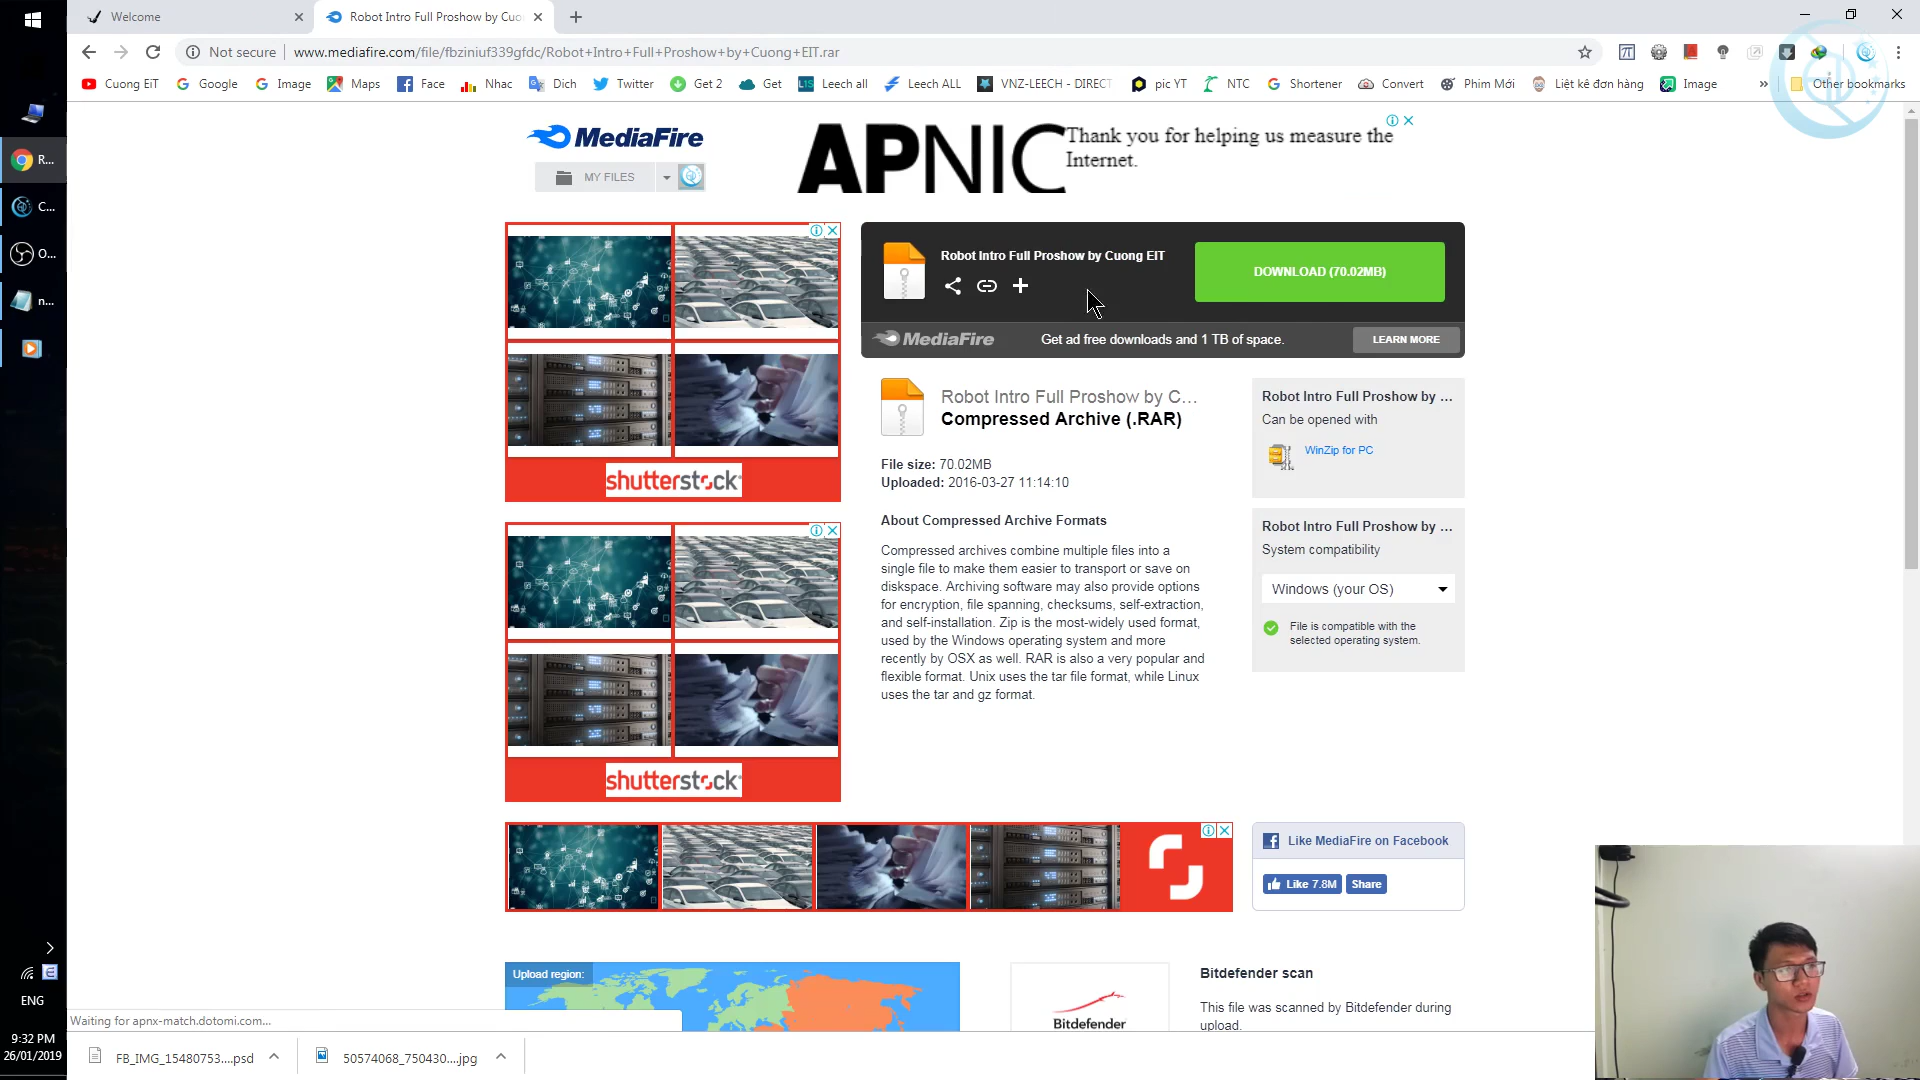 Welcome
Robot Intro Full Proshow by Cuo
Not secure
www.mediafire.com/file/fbziniuf339gfdc/Robot+Intro+Full+Proshow+by+Cuong+EIT.rar
Cuong EiT
Google
Image
Maps
Face
Nhac
Dich
Twitter
Get 2
Get
Leech all
Leech ALL
VNZ-LEECH - DIRECT
pic YT
NTC
Shortener
Convert
Phim Mới
Liệt kê đơn hàng
Image
Other bookmarks
R...
C...
O...
n...
MediaFire
MY FILES
APNIC
Thank you for helping us measure the
Internet.
Robot Intro Full Proshow by Cuong EIT
DOWNLOAD (70.02MB)
MediaFire
Get ad free downloads and 1 TB of space.
LEARN MORE
Robot Intro Full Proshow by C...
Compressed Archive (.RAR)
File size: 70.02MB
Uploaded: 2016-03-27 11:14:10
About Compressed Archive Formats
Compressed archives combine multiple files into a
single file to make them easier to transport or save on
diskspace. Archiving software may also provide options
for encryption, file spanning, checksums, self-extraction,
and self-installation. Zip is the most-widely used format,
used by the Windows operating system and more
recently by OSX as well. RAR is also a very popular and
flexible format. Unix uses the tar file format, while Linux
uses the tar and gz format.
Robot Intro Full Proshow by ...
Can be opened with
WinZip for PC
Robot Intro Full Proshow by ...
System compatibility
Windows (your OS)
File is compatible with the
selected operating system.
shutterstock
shutterstock
Like MediaFire on Facebook
Like 7.8M
Share
Upload region:
Bitdefender
Bitdefender scan
This file was scanned by Bitdefender during
upload.
Waiting for apnx-match.dotomi.com...
FB_IMG_15480753....psd
50574068_750430....jpg
ENG
9:32 PM
26/01/2019